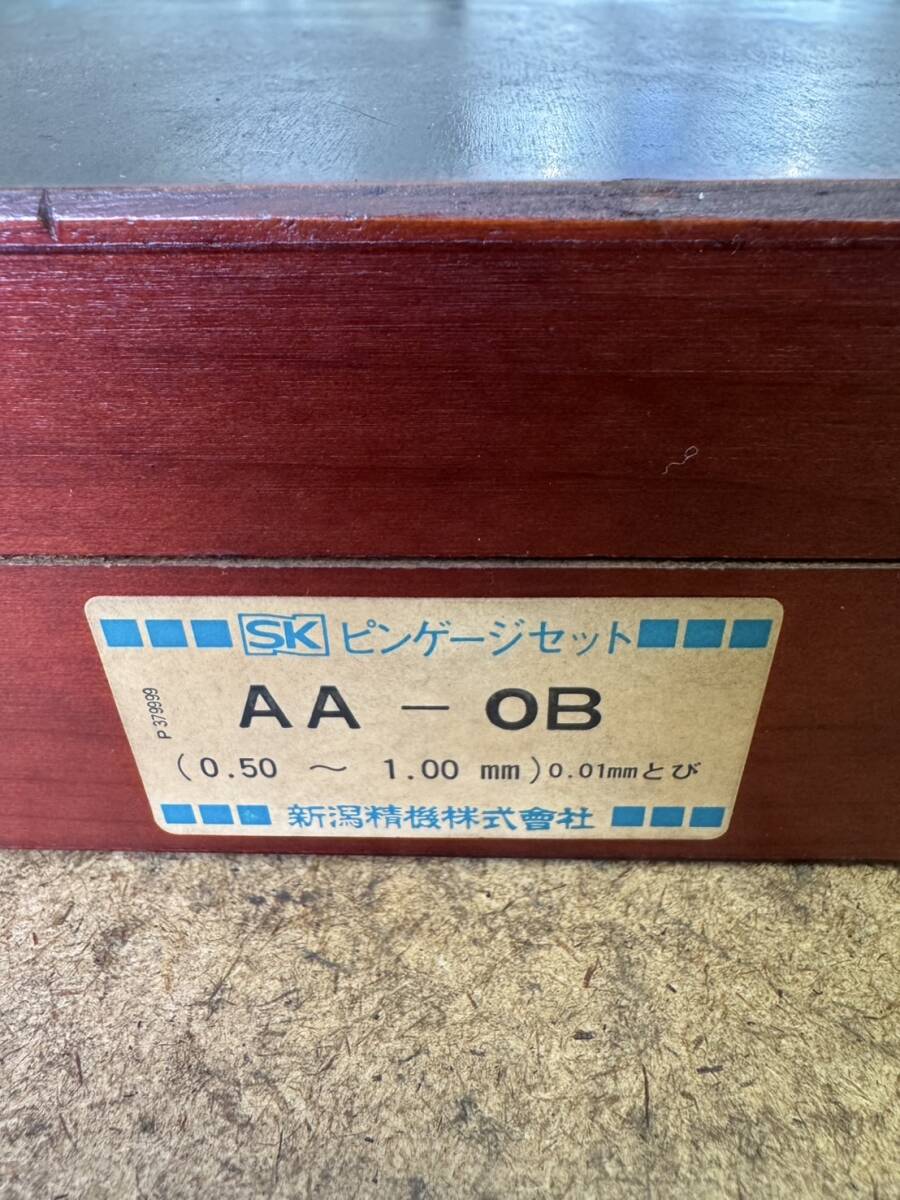 SK ピンゲージセット
P 379999
AA - 0B
(0.50 ～ 1.00 mm) 0.01mmとび
新潟精機株式會社